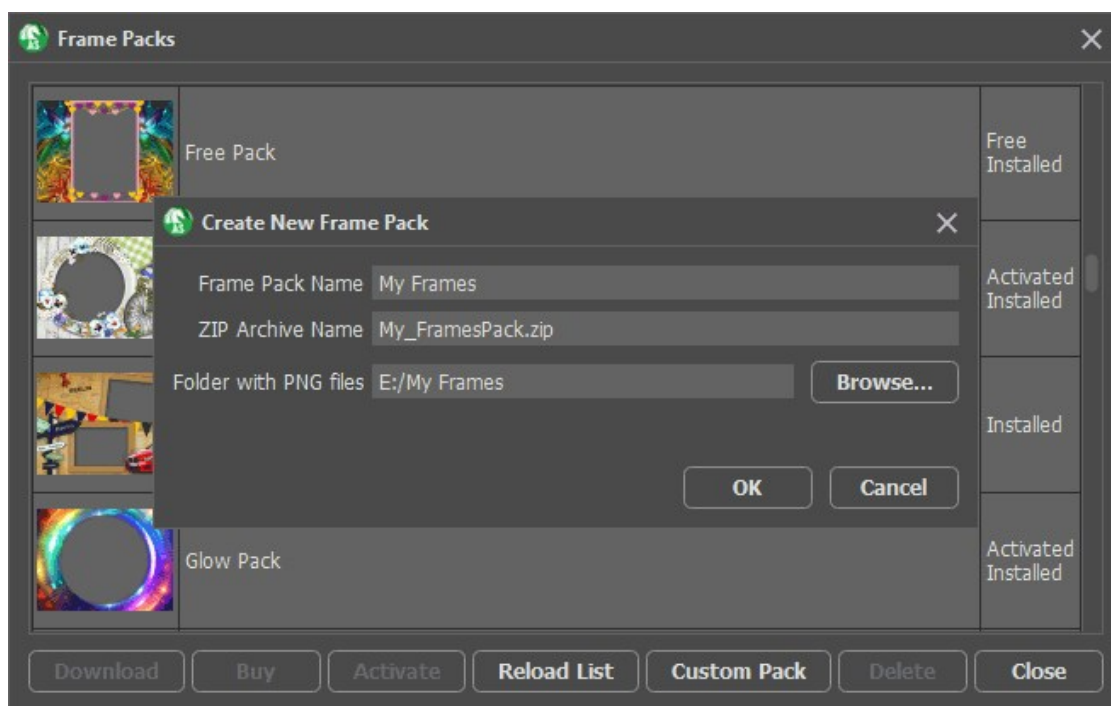 Frame Packs
Free Pack
Free
Installed
Create New Frame Pack
Frame Pack Name My Frames
ZIP Archive Name My_FramesPack.zip
Folder with PNG files E:/My Frames Browse...
OK Cancel
Activated
Installed
Installed
Glow Pack
Activated
Installed
Download Buy Activate Reload List Custom Pack Delete Close